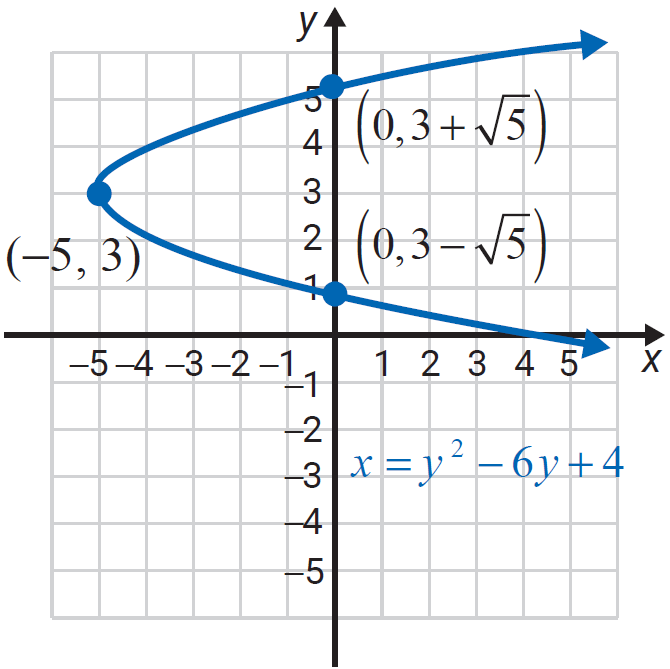 y
5
(0, 3 + √5)
4
3
2
(0, 3 − √5)
(−5, 3)
1
−5 −4 −3 −2 −1 1 2 3 4 5 x
−1
−2
x = y² − 6y + 4
−3
−4
−5